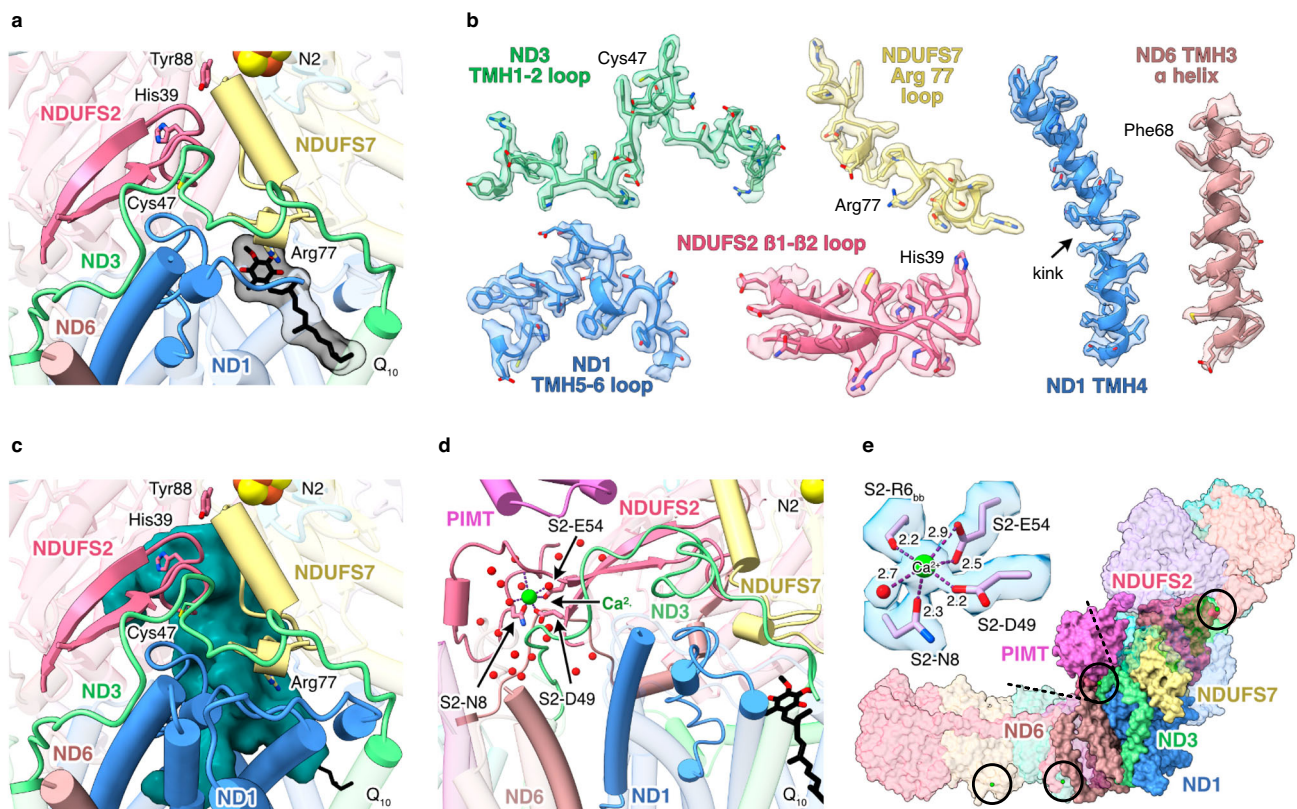 a
Tyr88
N2
His39
NDUFS2
NDUFS7
Cys47
Arg77
ND3
ND6
ND1
Q10
b
ND3
TMH1-2 loop
Cys47
NDUFS7
Arg 77
loop
ND6 TMH3
α helix
Phe68
Arg77
NDUFS2 ß1-ß2 loop
His39
kink
ND1
TMH5-6 loop
ND1 TMH4
c
Tyr88
N2
His39
NDUFS2
NDUFS7
Cys47
Arg77
ND3
ND6
ND1
Q10
d
PIMT
S2-E54
NDUFS2
N2
Ca2+
ND3
NDUFS7
S2-N8
S2-D49
ND6
ND1
Q10
e
S2-R6bb
S2-E54
2.9
2.2
Ca2
2.7
2.5
2.2
2.3
S2-D49
S2-N8
NDUFS2
PIMT
NDUFS7
ND6
ND3
ND1